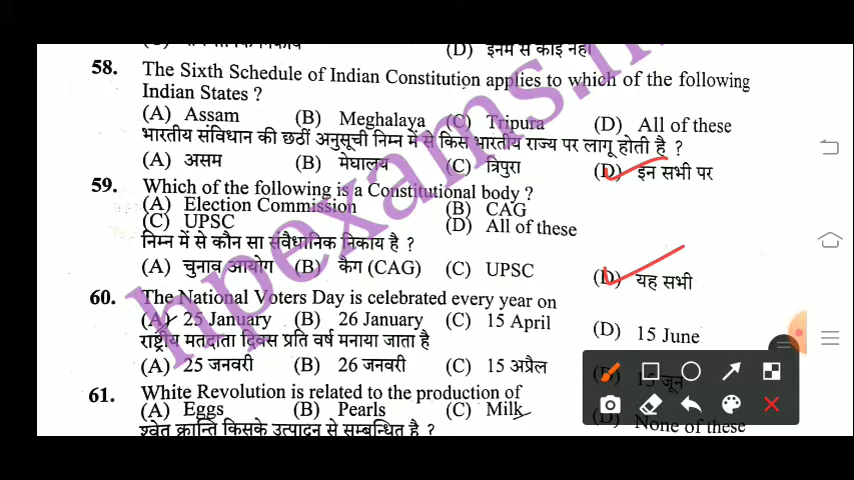 (D) इनमें से कोई नहीं
58. The Sixth Schedule of Indian Constitution applies to which of the following
Indian States ?
(A) Assam (B) Meghalaya (C) Tripura (D) All of these
भारतीय संविधान की छठीं अनुसूची निम्न में से किस भारतीय राज्य पर लागू होती है ?
(A) असम (B) मेघालय (C) त्रिपुरा (D) इन सभी पर
59. Which of the following is a Constitutional body ?
(A) Election Commission (B) CAG
(C) UPSC (D) All of these
निम्न में से कौन सा संवैधानिक निकाय है ?
(A) चुनाव आयोग (B) कैग (CAG) (C) UPSC (D) यह सभी
60. The National Voters Day is celebrated every year on
(A) 25 January (B) 26 January (C) 15 April (D) 15 June
राष्ट्रीय मतदाता दिवस प्रति वर्ष मनाया जाता है
(A) 25 जनवरी (B) 26 जनवरी (C) 15 अप्रैल (D) 15 जून
61. White Revolution is related to the production of
(A) Eggs (B) Pearls (C) Milk (D) None of these
श्वेत क्रान्ति किसके उत्पादन से सम्बन्धित है ?
hpexams.